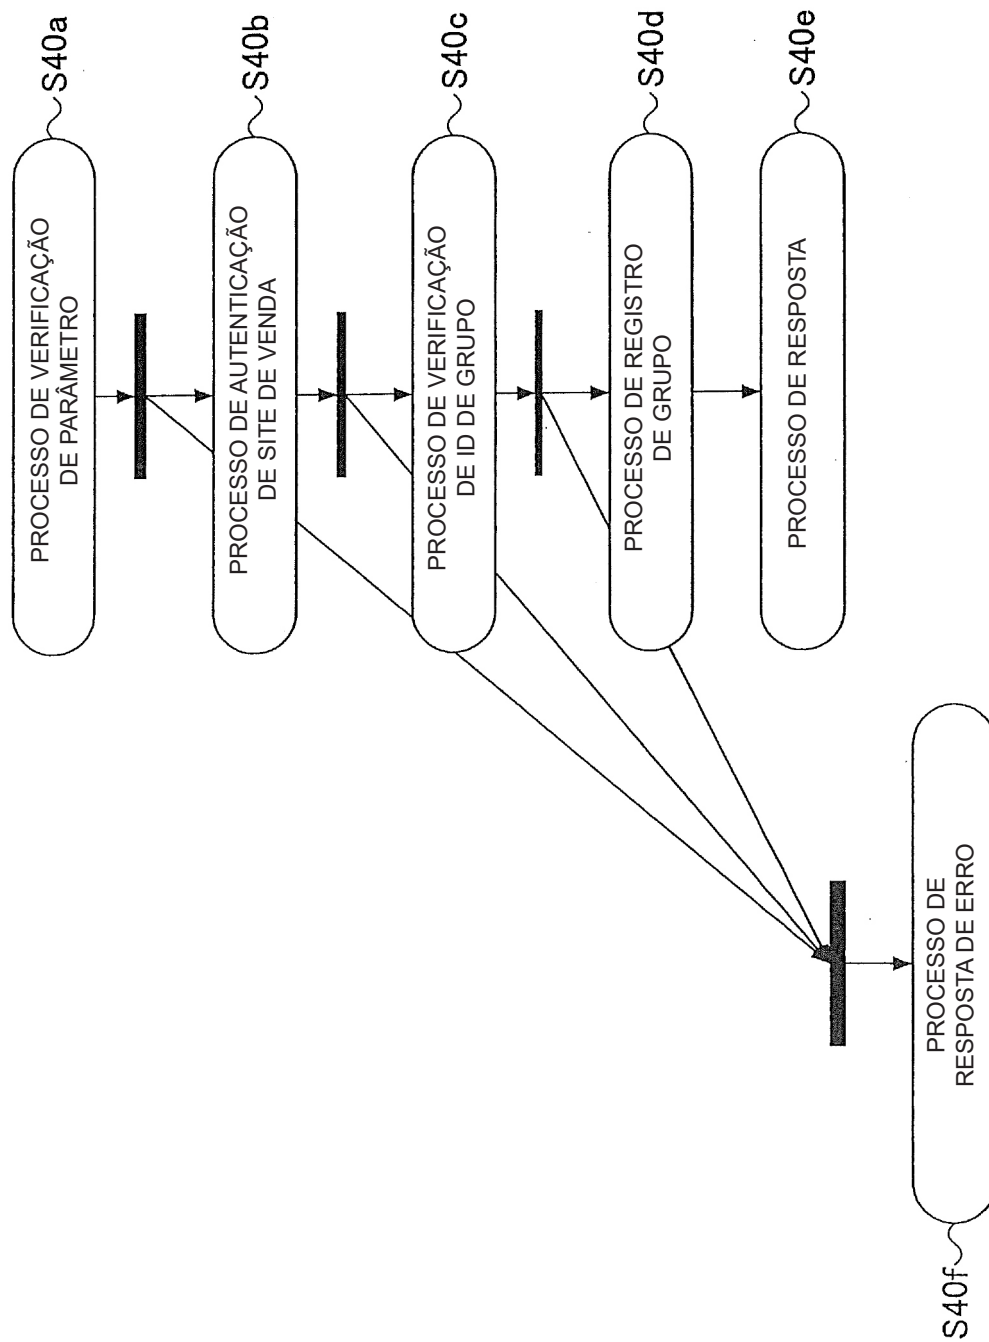 PROCESSO DE VERIFICAÇÃO
DE PARÂMETRO
S40a
PROCESSO DE AUTENTICAÇÃO
DE SITE DE VENDA
S40b
PROCESSO DE VERIFICAÇÃO
DE ID DE GRUPO
S40c
PROCESSO DE REGISTRO
DE GRUPO
S40d
PROCESSO DE RESPOSTA
S40e
PROCESSO DE
RESPOSTA DE ERRO
S40f